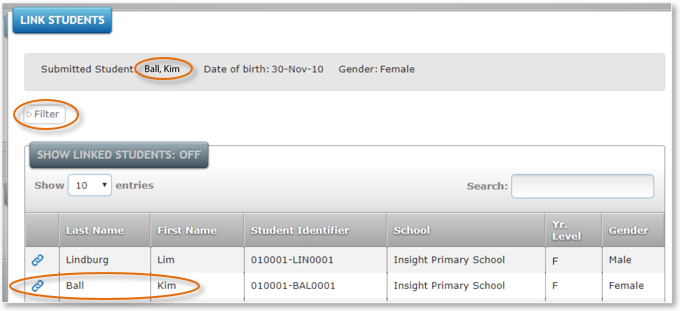 LINK STUDENTS
Submitted Student Ball, Kim Date of birth: 30-Nov-10 Gender: Female
Filter
SHOW LINKED STUDENTS: OFF
Show 10 entries Search:
Last Name First Name Student Identifier School Yr. Level Gender
Lindburg Lim 010001-LIN0001 Insight Primary School F Male
Ball Kim 010001-BAL0001 Insight Primary School F Female